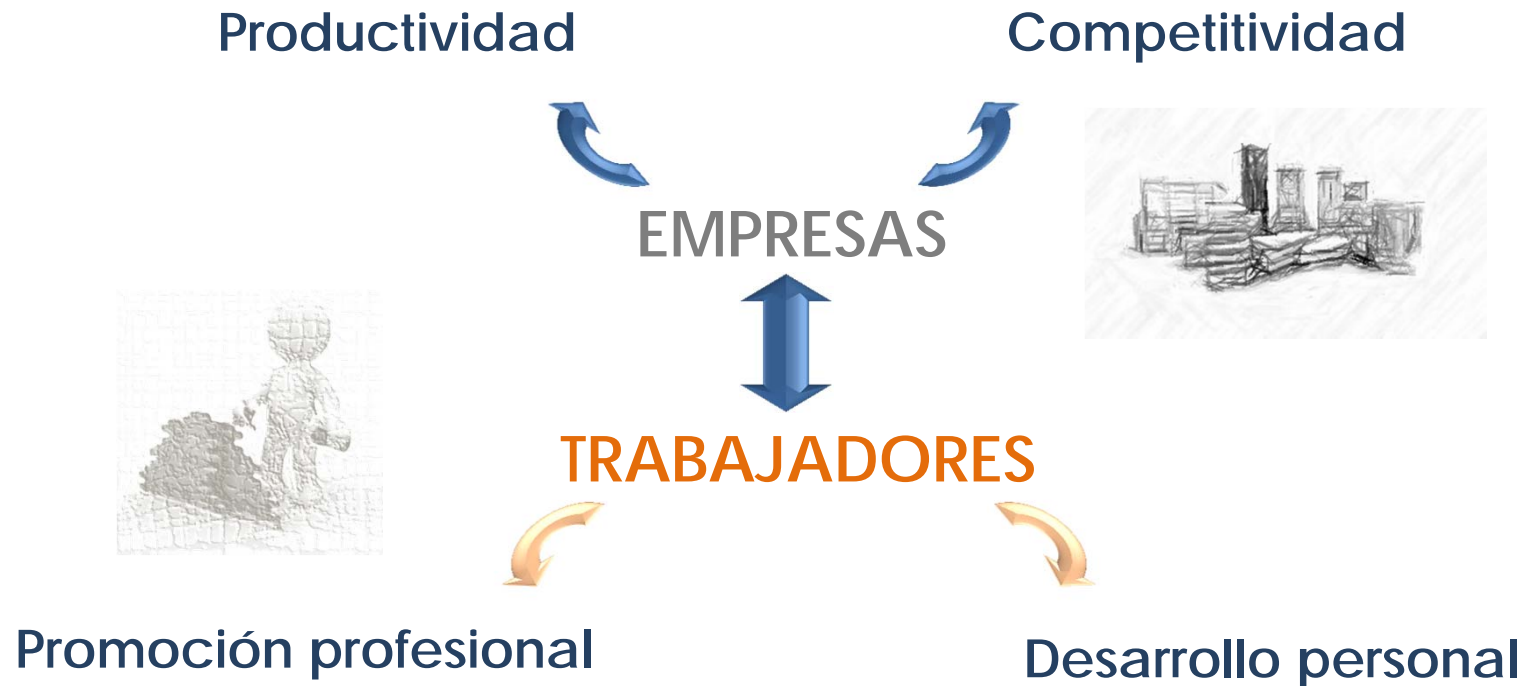 Productividad
Competitividad
EMPRESAS
TRABAJADORES
Promoción profesional
Desarrollo personal